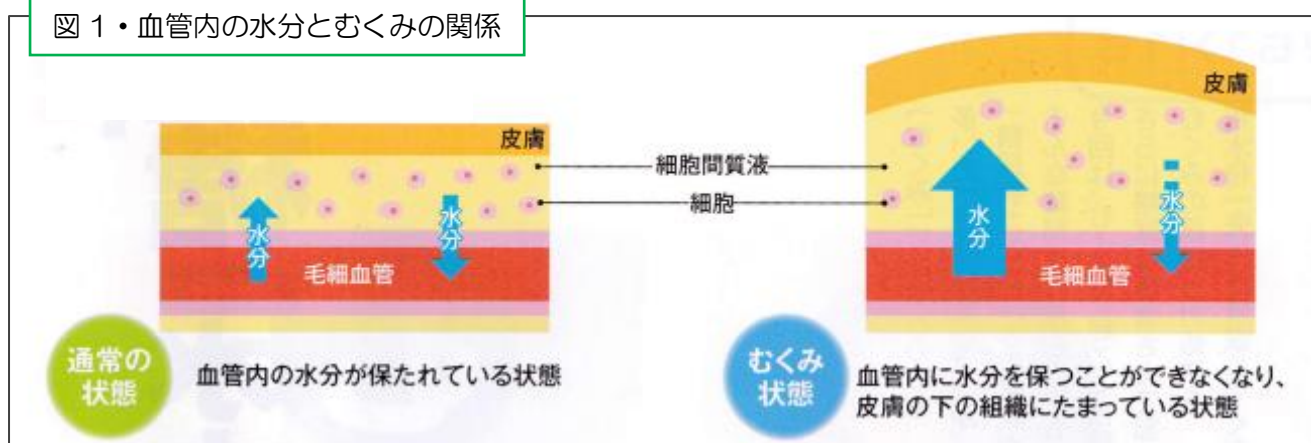 図 1・血管内の水分とむくみの関係
皮膚
細胞間質液
細胞
水分
水分
毛細血管
通常の
状態
血管内の水分が保たれている状態
皮膚
水分
水分
毛細血管
むくみ
状態
血管内に水分を保つことができなくなり、
皮膚の下の組織にたまっている状態